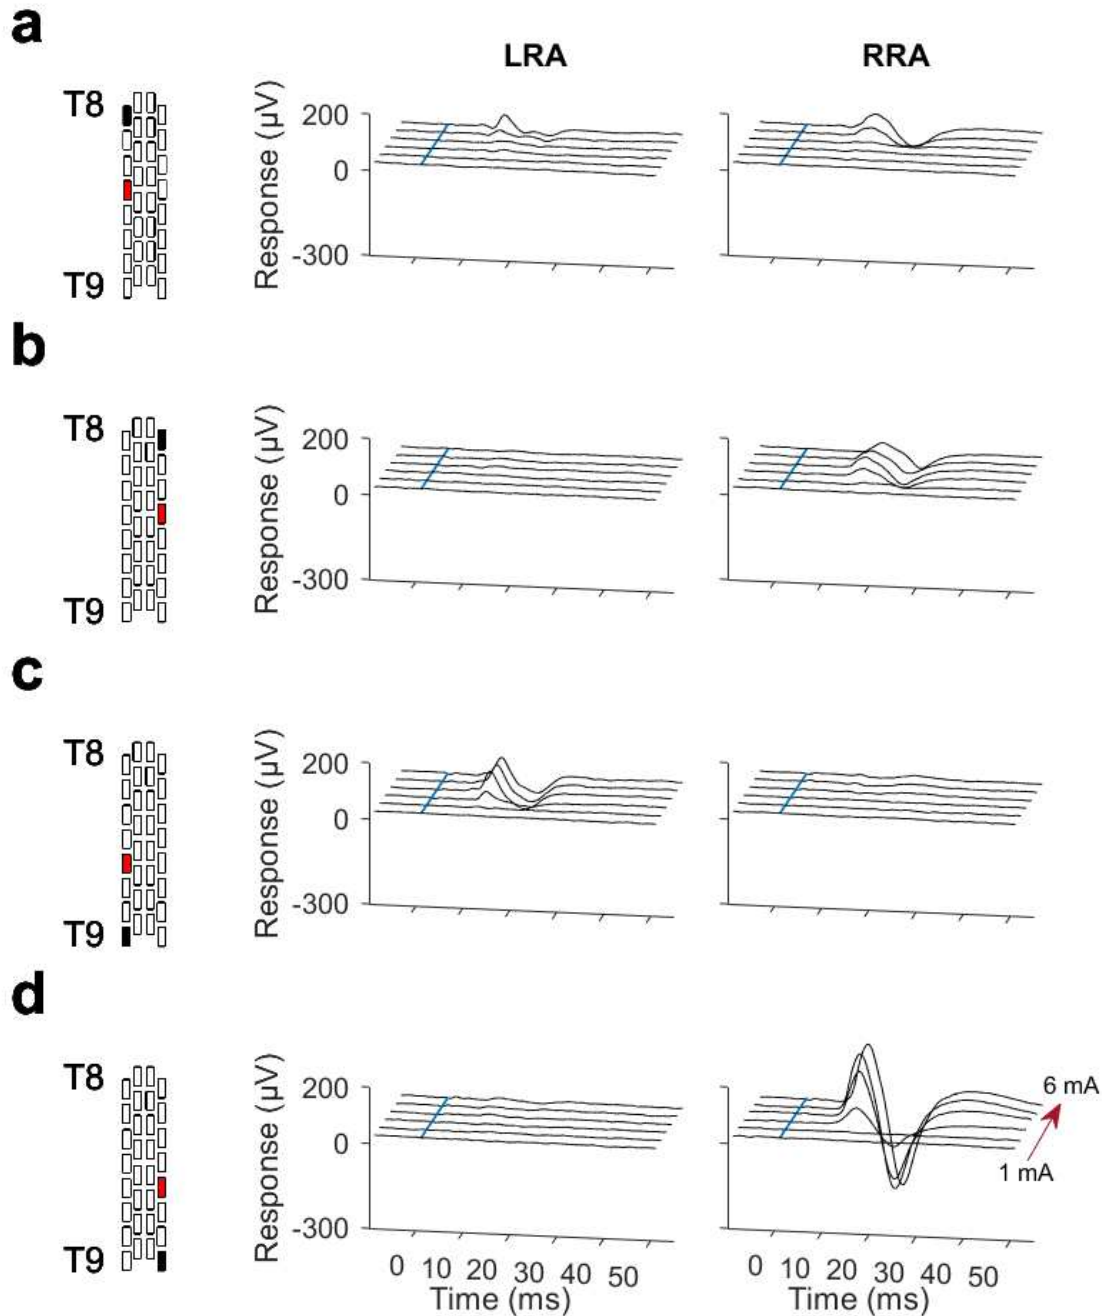 a
LRA RRA
T8
T9
Response (µV)
200
0
-300
b
T8
T9
Response (µV)
200
0
-300
c
T8
T9
Response (µV)
200
0
-300
d
T8
T9
Response (µV)
200
0
-300
6 mA
1 mA
0 10 20 30 40 50 0 10 20 30 40 50
Time (ms) Time (ms)